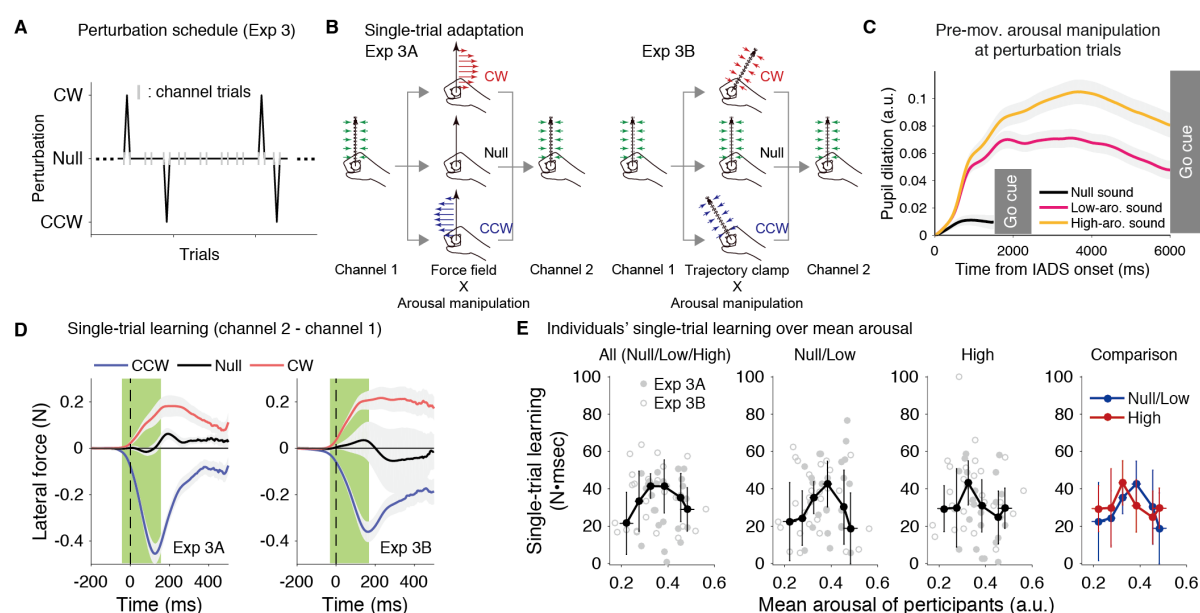 A Perturbation schedule (Exp 3)
CW
Null
CCW
Perturbation
: channel trials
Trials
B Single-trial adaptation
Exp 3A
Exp 3B
CW
Null
CCW
CW
Null
CCW
Channel 1
Force field
X
Arousal manipulation
Channel 2
Channel 1
Trajectory clamp
X
Arousal manipulation
Channel 2
C Pre-mov. arousal manipulation
at perturbation trials
Pupil dilation (a.u.)
0.1
0.08
0.06
0.04
0.02
0
Go cue
Go cue
Null sound
Low-aro. sound
High-aro. sound
0 2000 4000 6000
Time from IADS onset (ms)
D Single-trial learning (channel 2 - channel 1)
CCW Null CW
Lateral force (N)
0.2
0
-0.2
-0.4
Exp 3A
-200 0 200 400
Time (ms)
0.2
0
-0.2
-0.4
Exp 3B
-200 0 200 400
Time (ms)
E Individuals' single-trial learning over mean arousal
Single-trial learning
(N•msec)
All (Null/Low/High)
Exp 3A
Exp 3B
100
80
60
40
20
0
0.2 0.4 0.6
Null/Low
100
80
60
40
20
0
0.2 0.4 0.6
High
100
80
60
40
20
0
0.2 0.4 0.6
Comparison
Null/Low
High
100
80
60
40
20
0
0.2 0.4 0.6
Mean arousal of participants (a.u.)